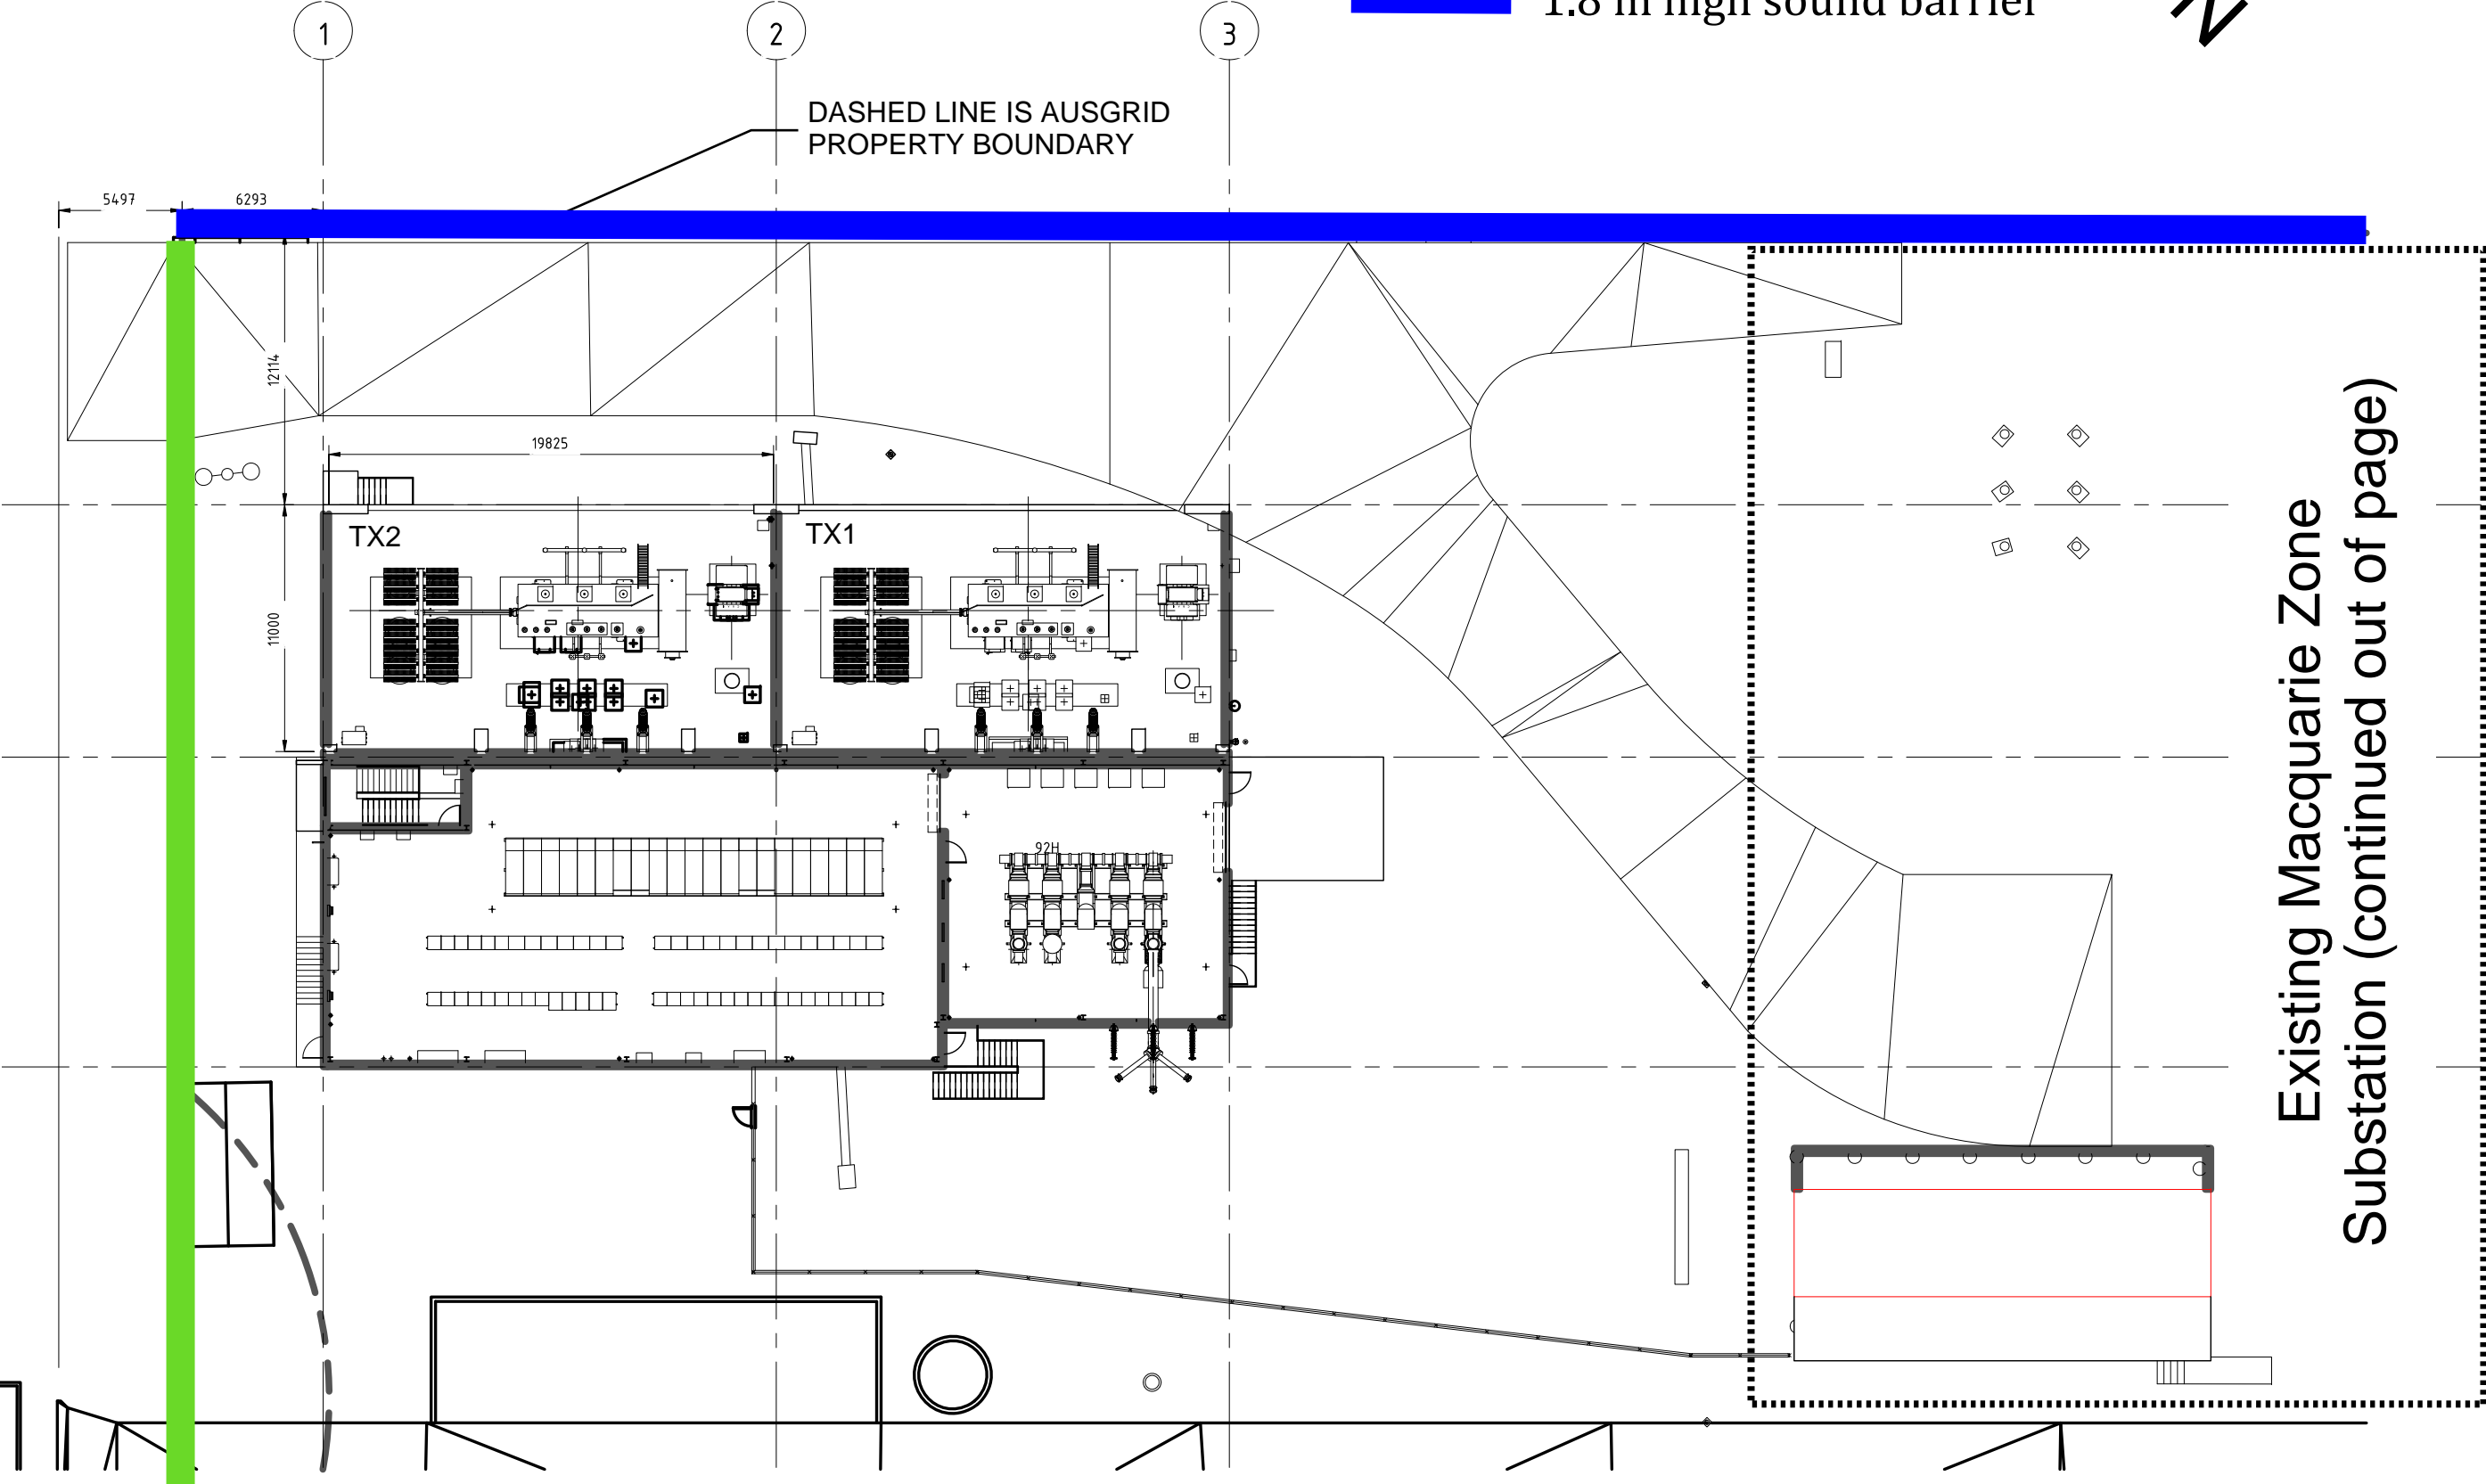 1.8 m high sound barrier
N
1
2
3
DASHED LINE IS AUSGRID
PROPERTY BOUNDARY
5497
6293
12114
19825
TX2
TX1
11000
92H
Existing Macquarie Zone
Substation (continued out of page)